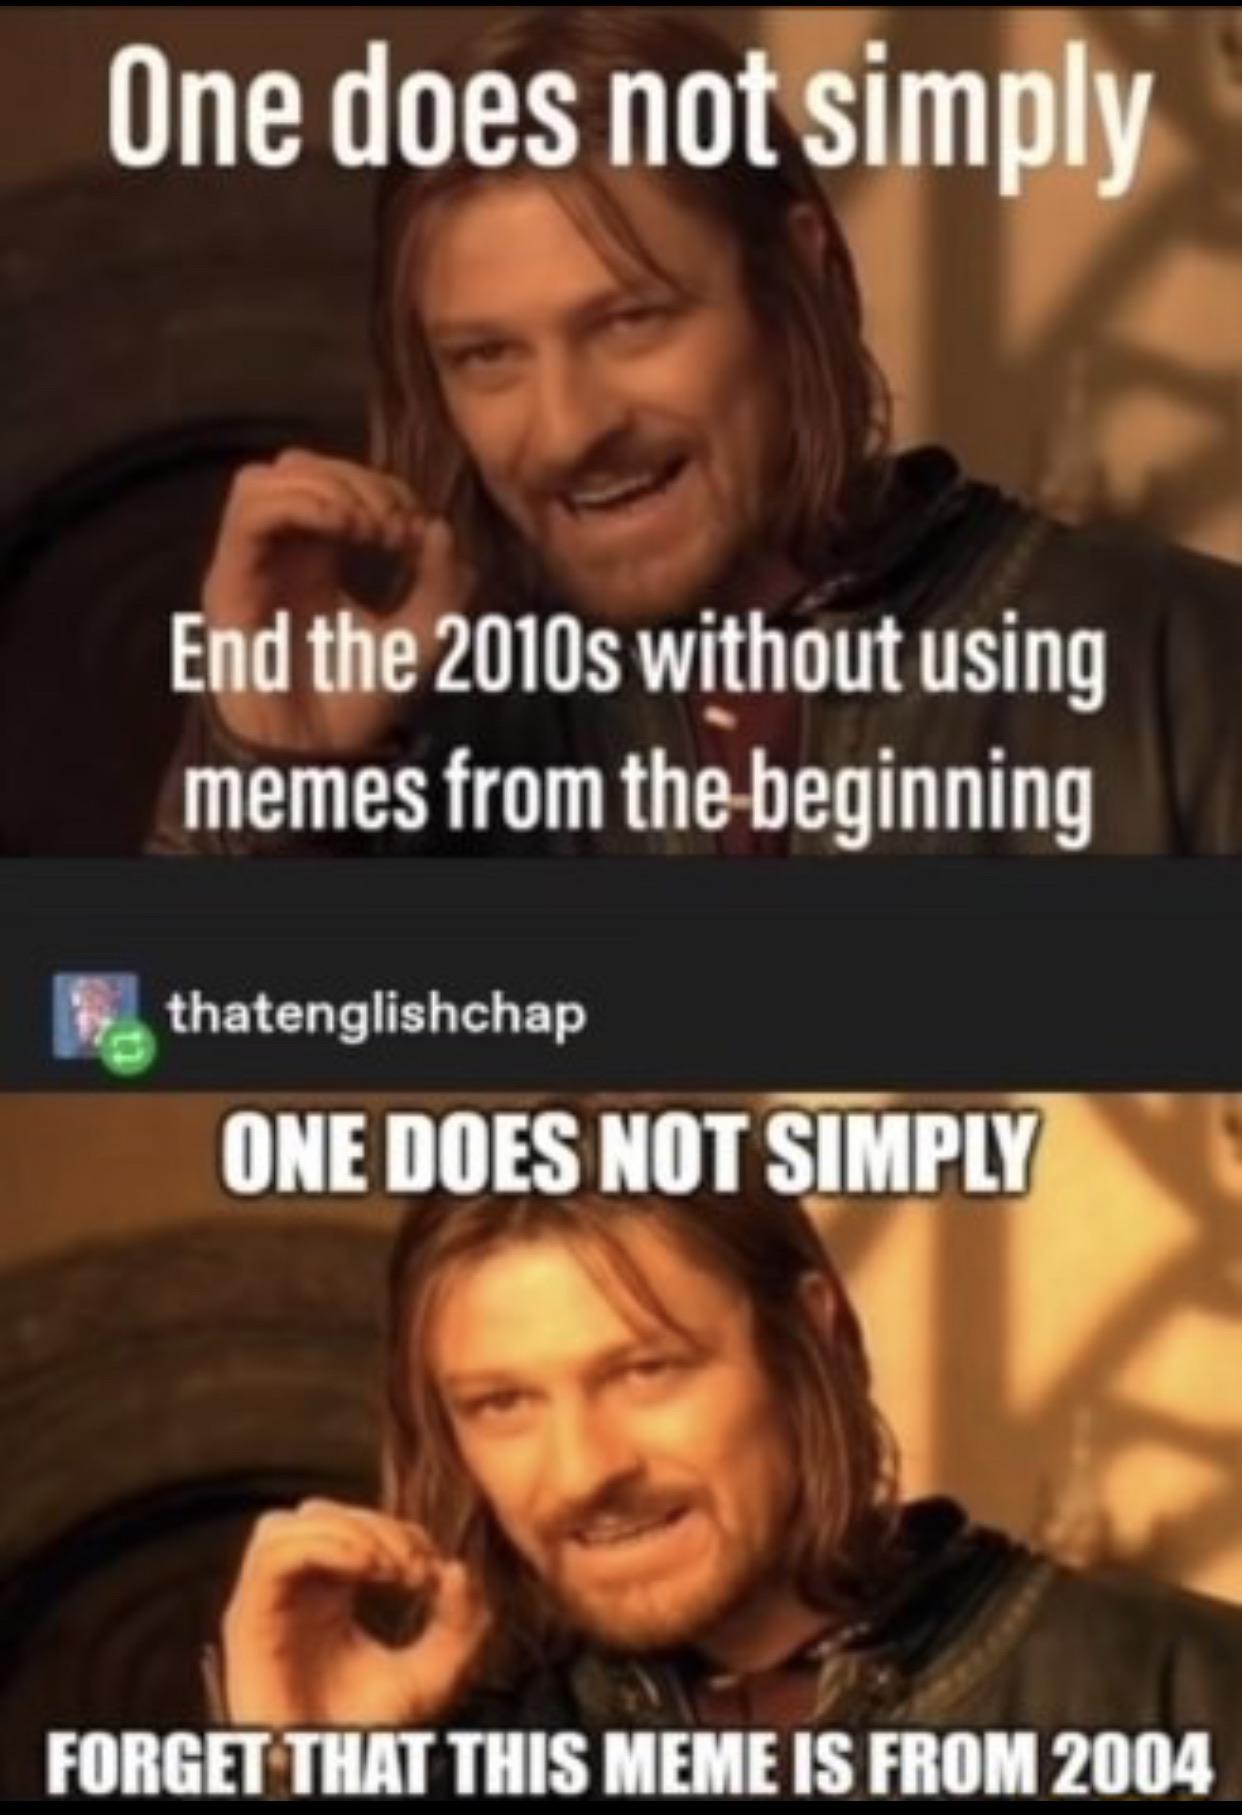 One does not simply
End the 2010s without using
memes from the beginning
thatenglishchap
ONE DOES NOT SIMPLY
FORGET THAT THIS MEME IS FROM 2004